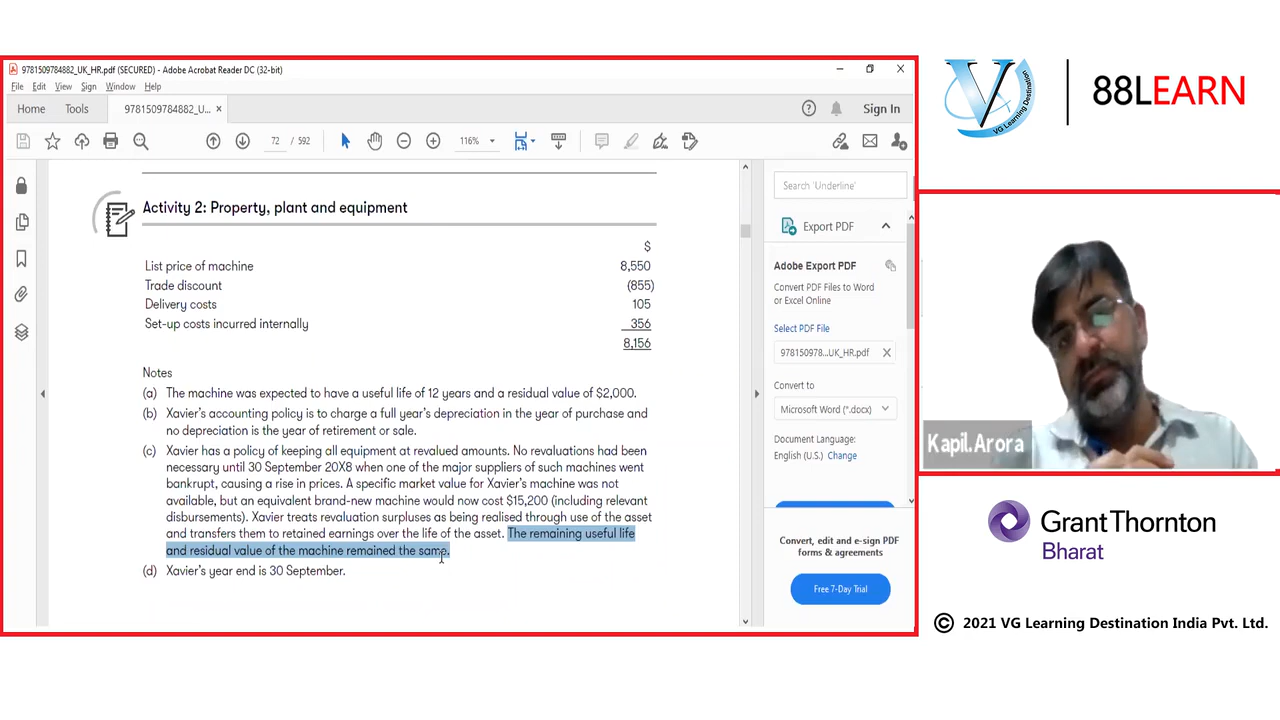 9781509784882_UK_HR.pdf (SECURED) - Adobe Acrobat Reader DC (32-bit)
File Edit View Sign Window Help
Home Tools 9781509784882_U... × Sign In
72 / 592 116%
Activity 2: Property, plant and equipment
$
List price of machine 8,550
Trade discount (855)
Delivery costs 105
Set-up costs incurred internally 356
8,156
Notes
(a) The machine was expected to have a useful life of 12 years and a residual value of $2,000.
(b) Xavier's accounting policy is to charge a full year's depreciation in the year of purchase and
no depreciation is the year of retirement or sale.
(c) Xavier has a policy of keeping all equipment at revalued amounts. No revaluations had been
necessary until 30 September 20X8 when one of the major suppliers of such machines went
bankrupt, causing a rise in prices. A specific market value for Xavier's machine was not
available, but an equivalent brand-new machine would now cost $15,200 (including relevant
disbursements). Xavier treats revaluation surpluses as being realised through use of the asset
and transfers them to retained earnings over the life of the asset. The remaining useful life
and residual value of the machine remained the same.
(d) Xavier's year end is 30 September.
Search 'Underline'
Export PDF
Adobe Export PDF
Convert PDF Files to Word
or Excel Online
Select PDF File
978150978...UK_HR.pdf
Convert to
Microsoft Word (*.docx)
Document Language:
English (U.S.) Change
Convert, edit and e-sign PDF
forms & agreements
Free 7-Day Trial
V
VG Learning Destination
88LEARN
Kapil.Arora
Grant Thornton
Bharat
© 2021 VG Learning Destination India Pvt. Ltd.